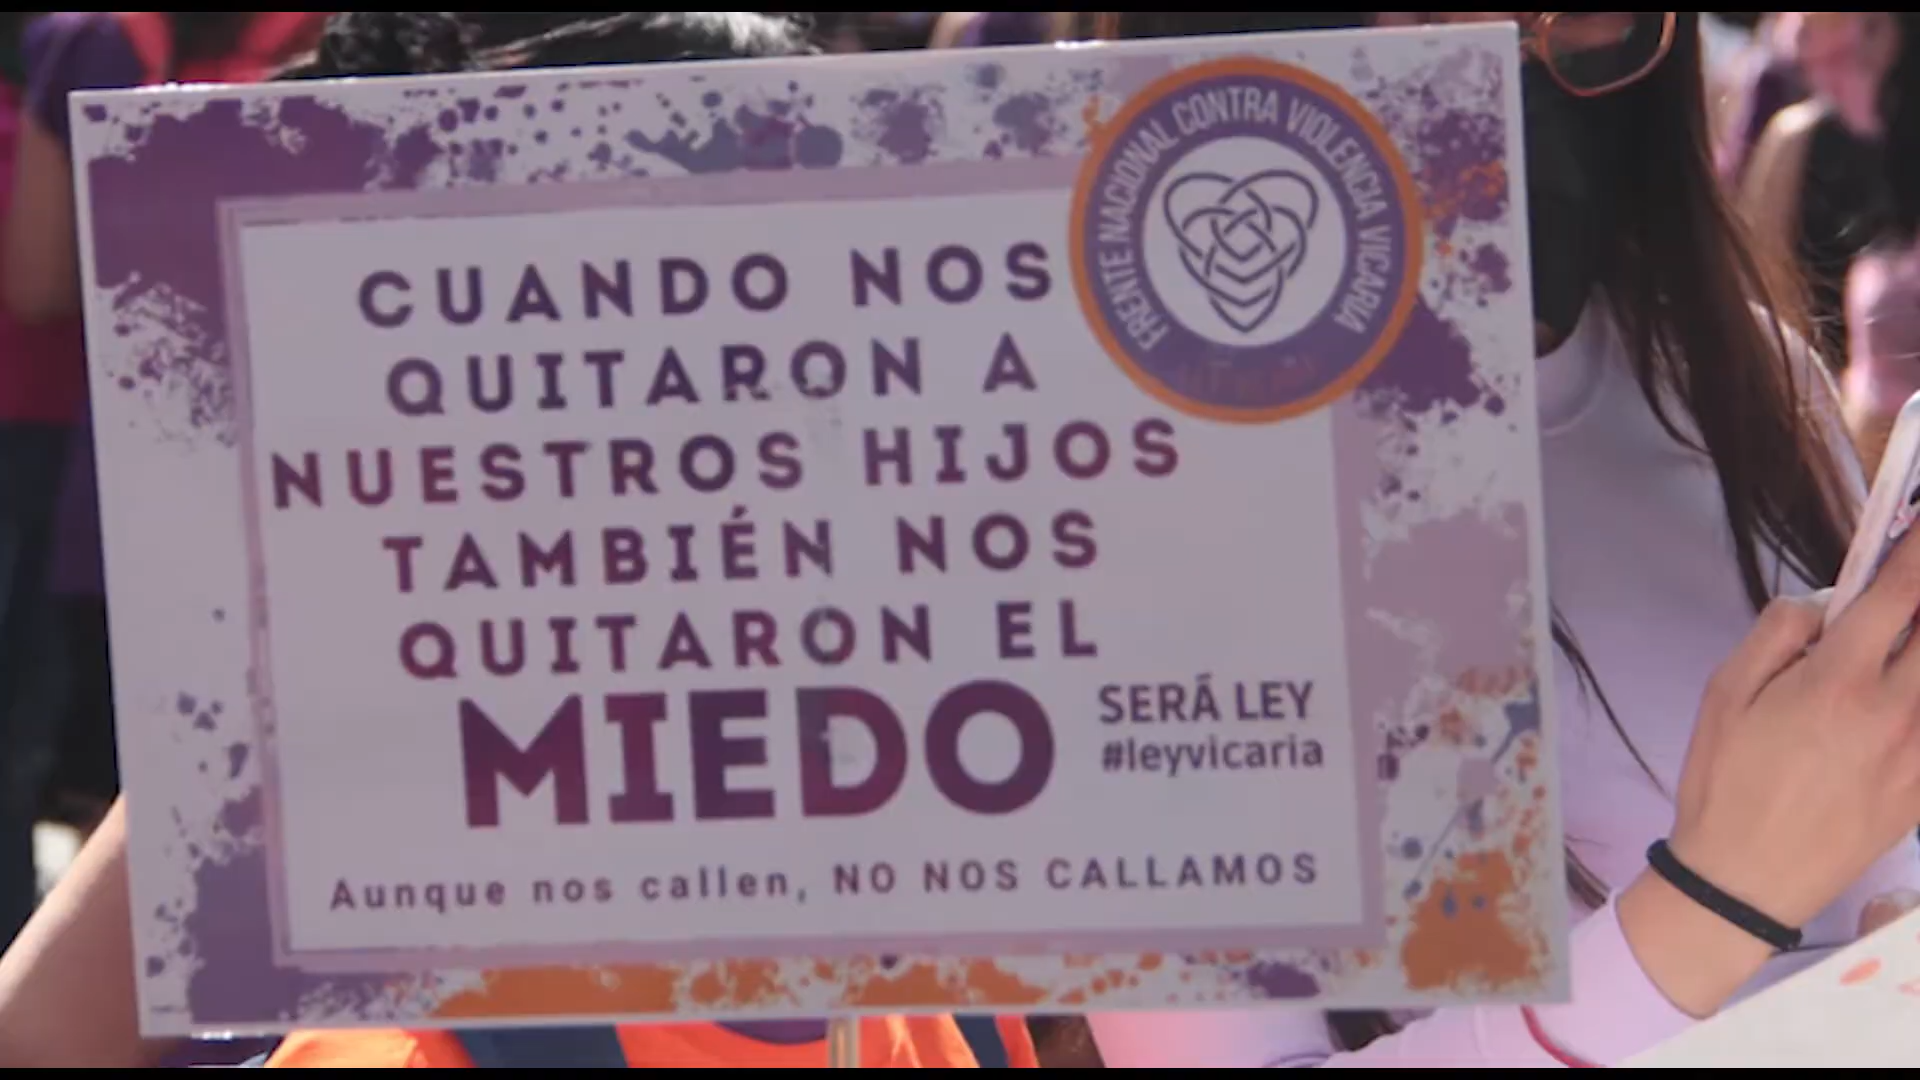 FRENTE NACIONAL CONTRA VIOLENCIA VICARIA
CUANDO NOS
QUITARON A
NUESTROS HIJOS
TAMBIÉN NOS
QUITARON EL
MIEDO
SERÁ LEY
#leyvicaria
Aunque nos callen, NO NOS CALLAMOS